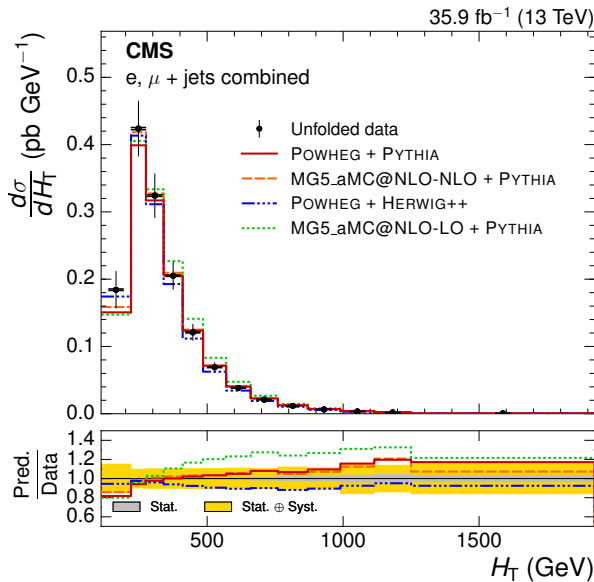 35.9 fb⁻¹ (13 TeV)
CMS
e, μ + jets combined
dσ/dH_T (pb GeV⁻¹)
0.5
0.4
0.3
0.2
0.1
0.0
Unfolded data
POWHEG + PYTHIA
MG5_aMC@NLO-NLO + PYTHIA
POWHEG + HERWIG++
MG5_aMC@NLO-LO + PYTHIA
Pred./Data
1.4
1.2
1.0
0.8
0.6
Stat.
Stat. ⊕ Syst.
500
1000
1500
H_T (GeV)